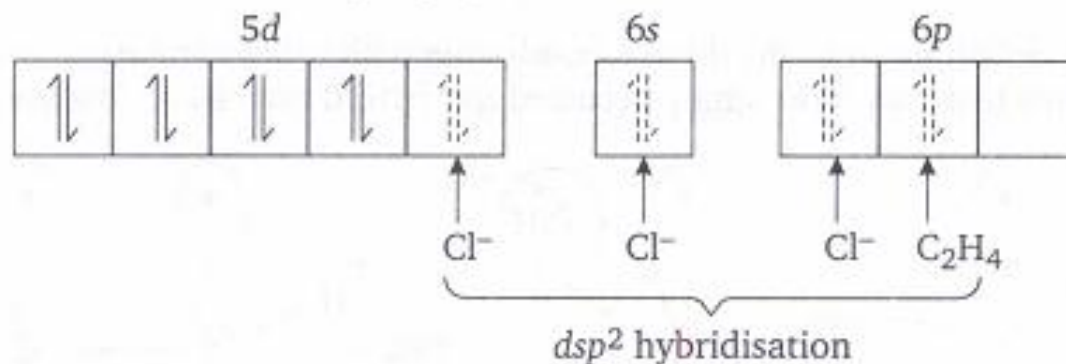 5d 6s 6p
Cl⁻ Cl⁻ Cl⁻ C₂H₄
dsp² hybridisation